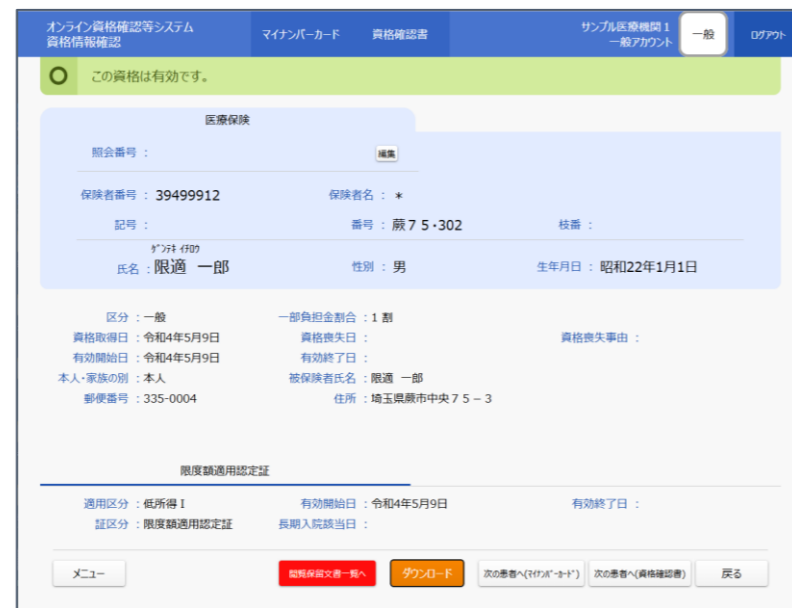 オンライン資格確認等システム
資格情報確認
マイナンバーカード 資格確認書
サンプル医療機関1
一般アカウント
一般
ログアウト
この資格は有効です。
医療保険
照会番号 : 編集
保険者番号 : 39499912 保険者名 : *
記号 : 番号 : 蕨75・302 枝番 :
ゲンテキ イチロウ
氏名 : 限適 一郎 性別 : 男 生年月日 : 昭和22年1月1日
区分 : 一般 一部負担金割合 : 1 割
資格取得日 : 令和4年5月9日 資格喪失日 : 資格喪失事由 :
有効開始日 : 令和4年5月9日 有効終了日 :
本人・家族の別 : 本人 被保険者氏名 : 限適 一郎
郵便番号 : 335-0004 住所 : 埼玉県蕨市中央75-3
限度額適用認定証
適用区分 : 低所得Ⅰ 有効開始日 : 令和4年5月9日 有効終了日 :
証区分 : 限度額適用認定証 長期入院該当日 :
メニュー 閲覧保留文書一覧へ ダウンロード 次の患者へ(マイナンバーカード) 次の患者へ(資格確認書) 戻る